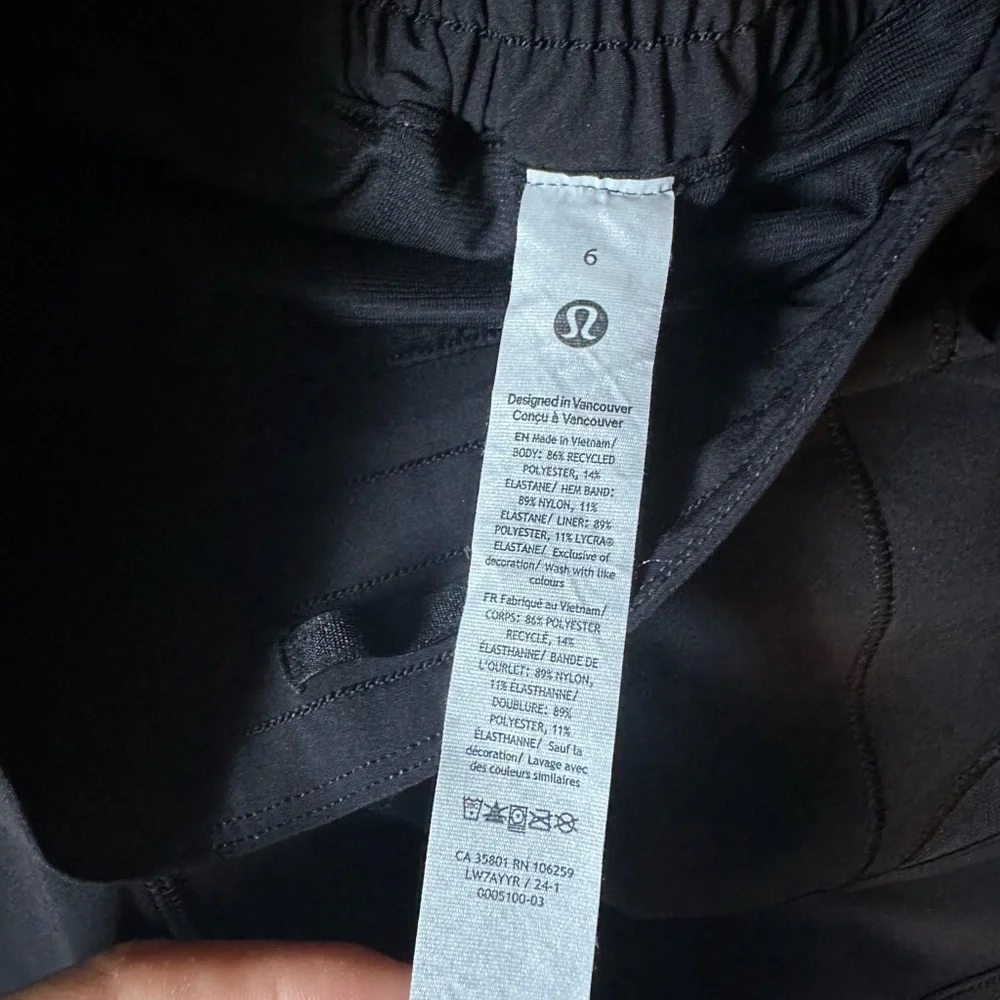 6
Designed in Vancouver
Conçu à Vancouver
EN Made in Vietnam/
BODY: 86% RECYCLED
POLYESTER, 14%
ELASTANE/ HEM BAND:
89% NYLON, 11%
ELASTANE/ LINER: 89%
POLYESTER, 11% LYCRA®
ELASTANE/ Exclusive of
decoration/ Wash with like
colours
FR Fabriqué au Vietnam/
CORPS: 86% POLYESTER
RECYCLÉ, 14%
ÉLASTHANNE/ BANDE DE
L'OURLET: 89% NYLON,
11% ÉLASTHANNE/
DOUBLURE: 89%
POLYESTER, 11%
ÉLASTHANNE/ Sauf la
décoration/ Lavage avec
des couleurs similaires
CA 35801 RN 106259
LW7AYYR / 24-1
0005100-03